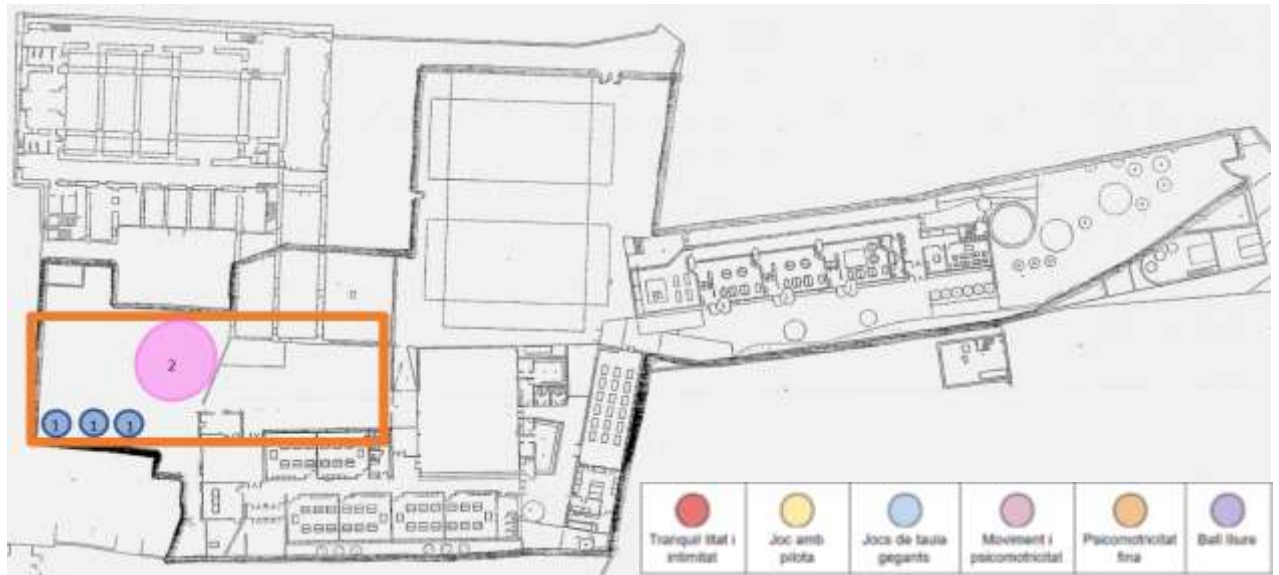 2
1 1 1
Tranquil·litat i intimitat
Joc amb pilota
Jocs de taula gegants
Moviment i psicomotricitat
Psicomotricitat fina
Ball lliure